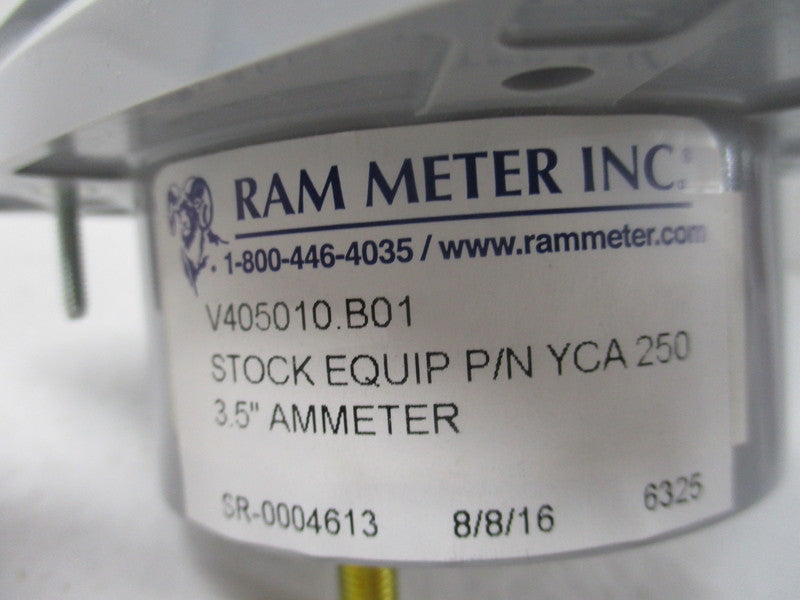 RAM METER INC.
1-800-446-4035 / www.rammeter.com
V405010.B01
STOCK EQUIP P/N YCA 250
3.5" AMMETER
SR-0004613 8/8/16 6325